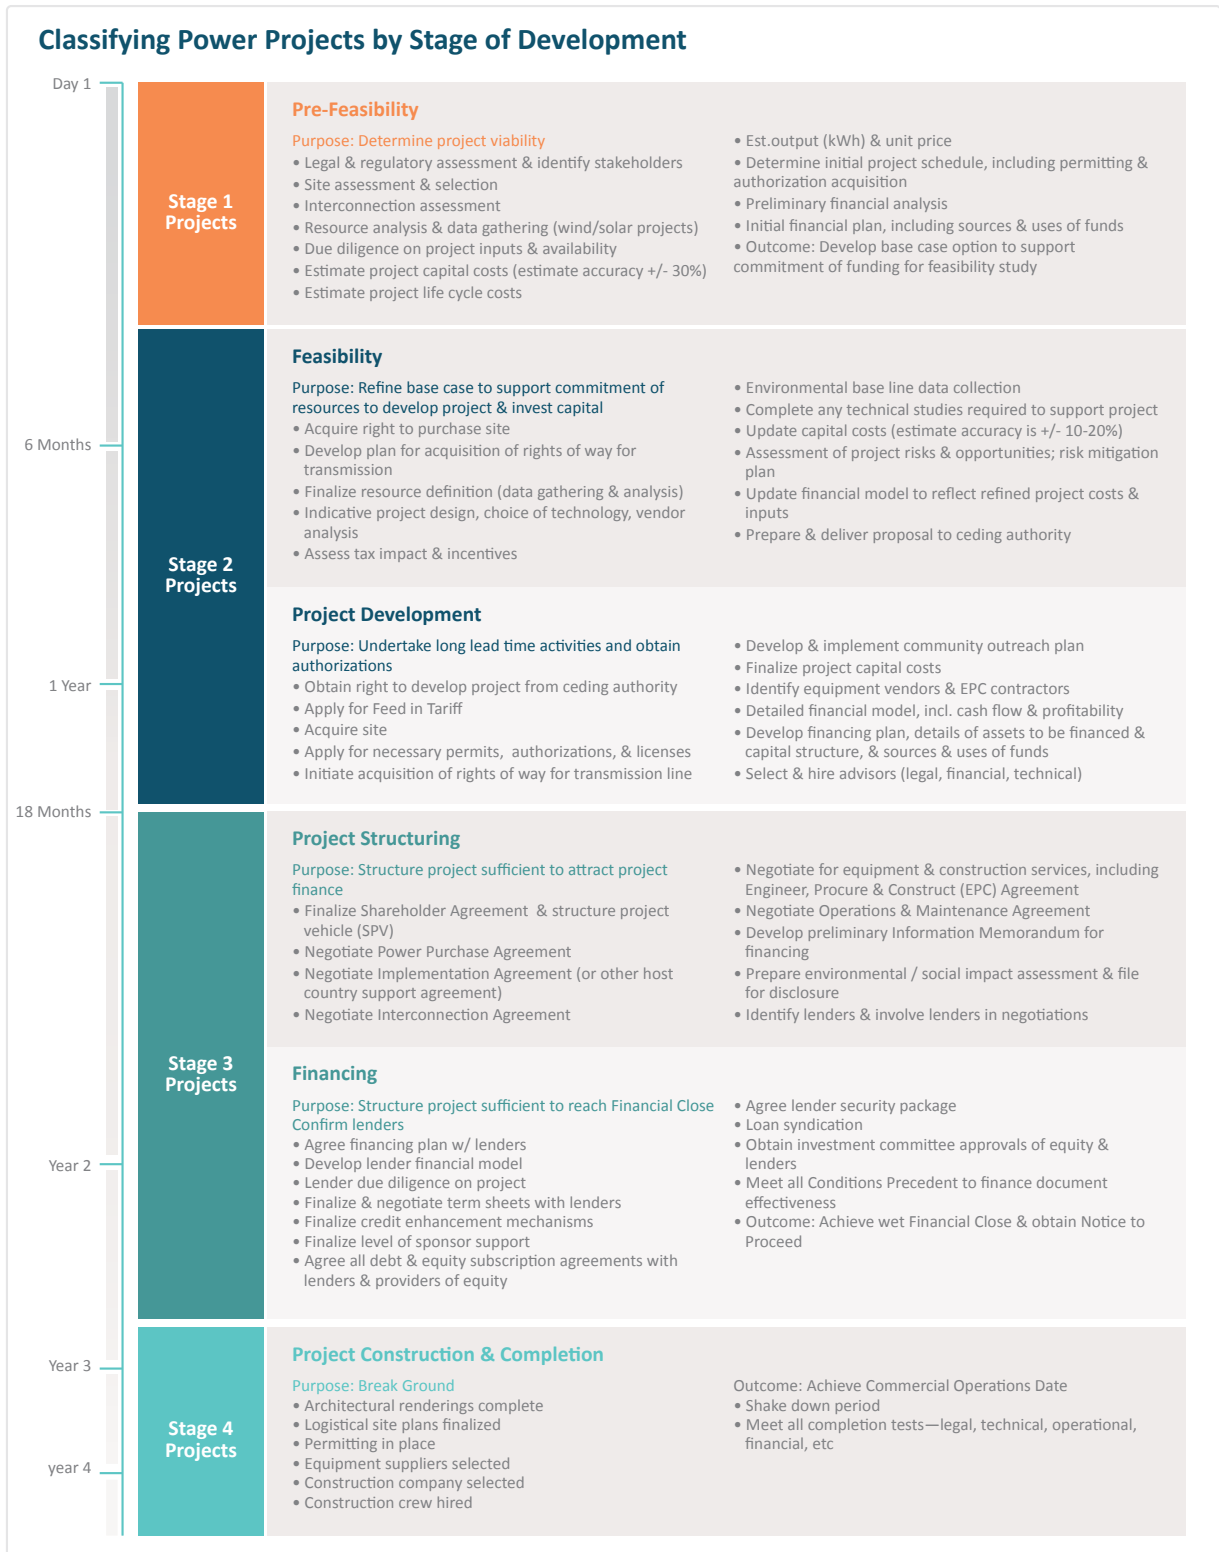 Classifying Power Projects by Stage of Development
Day 1
6 Months
1 Year
18 Months
Year 2
Year 3
year 4
Stage 1
Projects
Pre-Feasibility
Purpose: Determine project viability
• Legal & regulatory assessment & identify stakeholders
• Site assessment & selection
• Interconnection assessment
• Resource analysis & data gathering (wind/solar projects)
• Due diligence on project inputs & availability
• Estimate project capital costs (estimate accuracy +/- 30%)
• Estimate project life cycle costs
• Est.output (kWh) & unit price
• Determine initial project schedule, including permitting &
authorization acquisition
• Preliminary financial analysis
• Initial financial plan, including sources & uses of funds
• Outcome: Develop base case option to support
commitment of funding for feasibility study
Stage 2
Projects
Feasibility
Purpose: Refine base case to support commitment of
resources to develop project & invest capital
• Acquire right to purchase site
• Develop plan for acquisition of rights of way for
transmission
• Finalize resource definition (data gathering & analysis)
• Indicative project design, choice of technology, vendor
analysis
• Assess tax impact & incentives
• Environmental base line data collection
• Complete any technical studies required to support project
• Update capital costs (estimate accuracy is +/- 10-20%)
• Assessment of project risks & opportunities; risk mitigation
plan
• Update financial model to reflect refined project costs &
inputs
• Prepare & deliver proposal to ceding authority
Project Development
Purpose: Undertake long lead time activities and obtain
authorizations
• Obtain right to develop project from ceding authority
• Apply for Feed in Tariff
• Acquire site
• Apply for necessary permits, authorizations, & licenses
• Initiate acquisition of rights of way for transmission line
• Develop & implement community outreach plan
• Finalize project capital costs
• Identify equipment vendors & EPC contractors
• Detailed financial model, incl. cash flow & profitability
• Develop financing plan, details of assets to be financed &
capital structure, & sources & uses of funds
• Select & hire advisors (legal, financial, technical)
Stage 3
Projects
Project Structuring
Purpose: Structure project sufficient to attract project
finance
• Finalize Shareholder Agreement & structure project
vehicle (SPV)
• Negotiate Power Purchase Agreement
• Negotiate Implementation Agreement (or other host
country support agreement)
• Negotiate Interconnection Agreement
• Negotiate for equipment & construction services, including
Engineer, Procure & Construct (EPC) Agreement
• Negotiate Operations & Maintenance Agreement
• Develop preliminary Information Memorandum for
financing
• Prepare environmental / social impact assessment & file
for disclosure
• Identify lenders & involve lenders in negotiations
Financing
Purpose: Structure project sufficient to reach Financial Close
Confirm lenders
• Agree financing plan w/ lenders
• Develop lender financial model
• Lender due diligence on project
• Finalize & negotiate term sheets with lenders
• Finalize credit enhancement mechanisms
• Finalize level of sponsor support
• Agree all debt & equity subscription agreements with
lenders & providers of equity
• Agree lender security package
• Loan syndication
• Obtain investment committee approvals of equity &
lenders
• Meet all Conditions Precedent to finance document
effectiveness
• Outcome: Achieve wet Financial Close & obtain Notice to
Proceed
Stage 4
Projects
Project Construction & Completion
Purpose: Break Ground
• Architectural renderings complete
• Logistical site plans finalized
• Permitting in place
• Equipment suppliers selected
• Construction company selected
• Construction crew hired
Outcome: Achieve Commercial Operations Date
• Shake down period
• Meet all completion tests—legal, technical, operational,
financial, etc